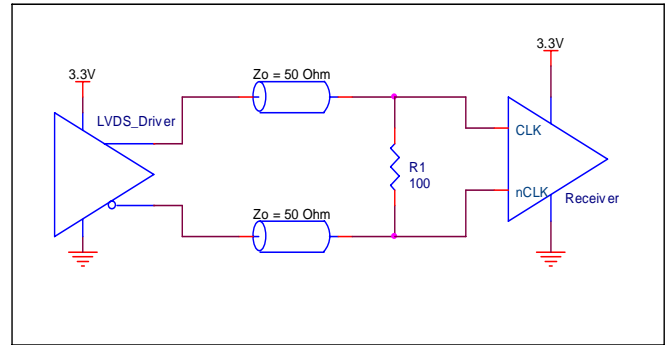 3.3V
3.3V
Zo = 50 Ohm
LVDS_Driver
CLK
R1
100
nCLK
Receiver
Zo = 50 Ohm